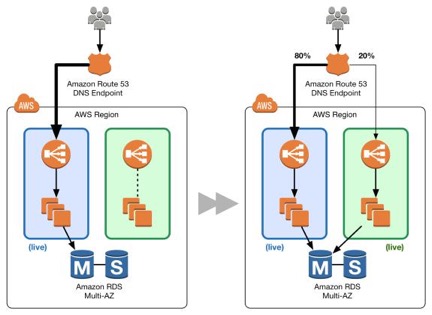 Amazon Route 53
DNS Endpoint
AWS
AWS Region
(live)
M S
Amazon RDS
Multi-AZ
80%
20%
Amazon Route 53
DNS Endpoint
AWS
AWS Region
(live)
(live)
M S
Amazon RDS
Multi-AZ